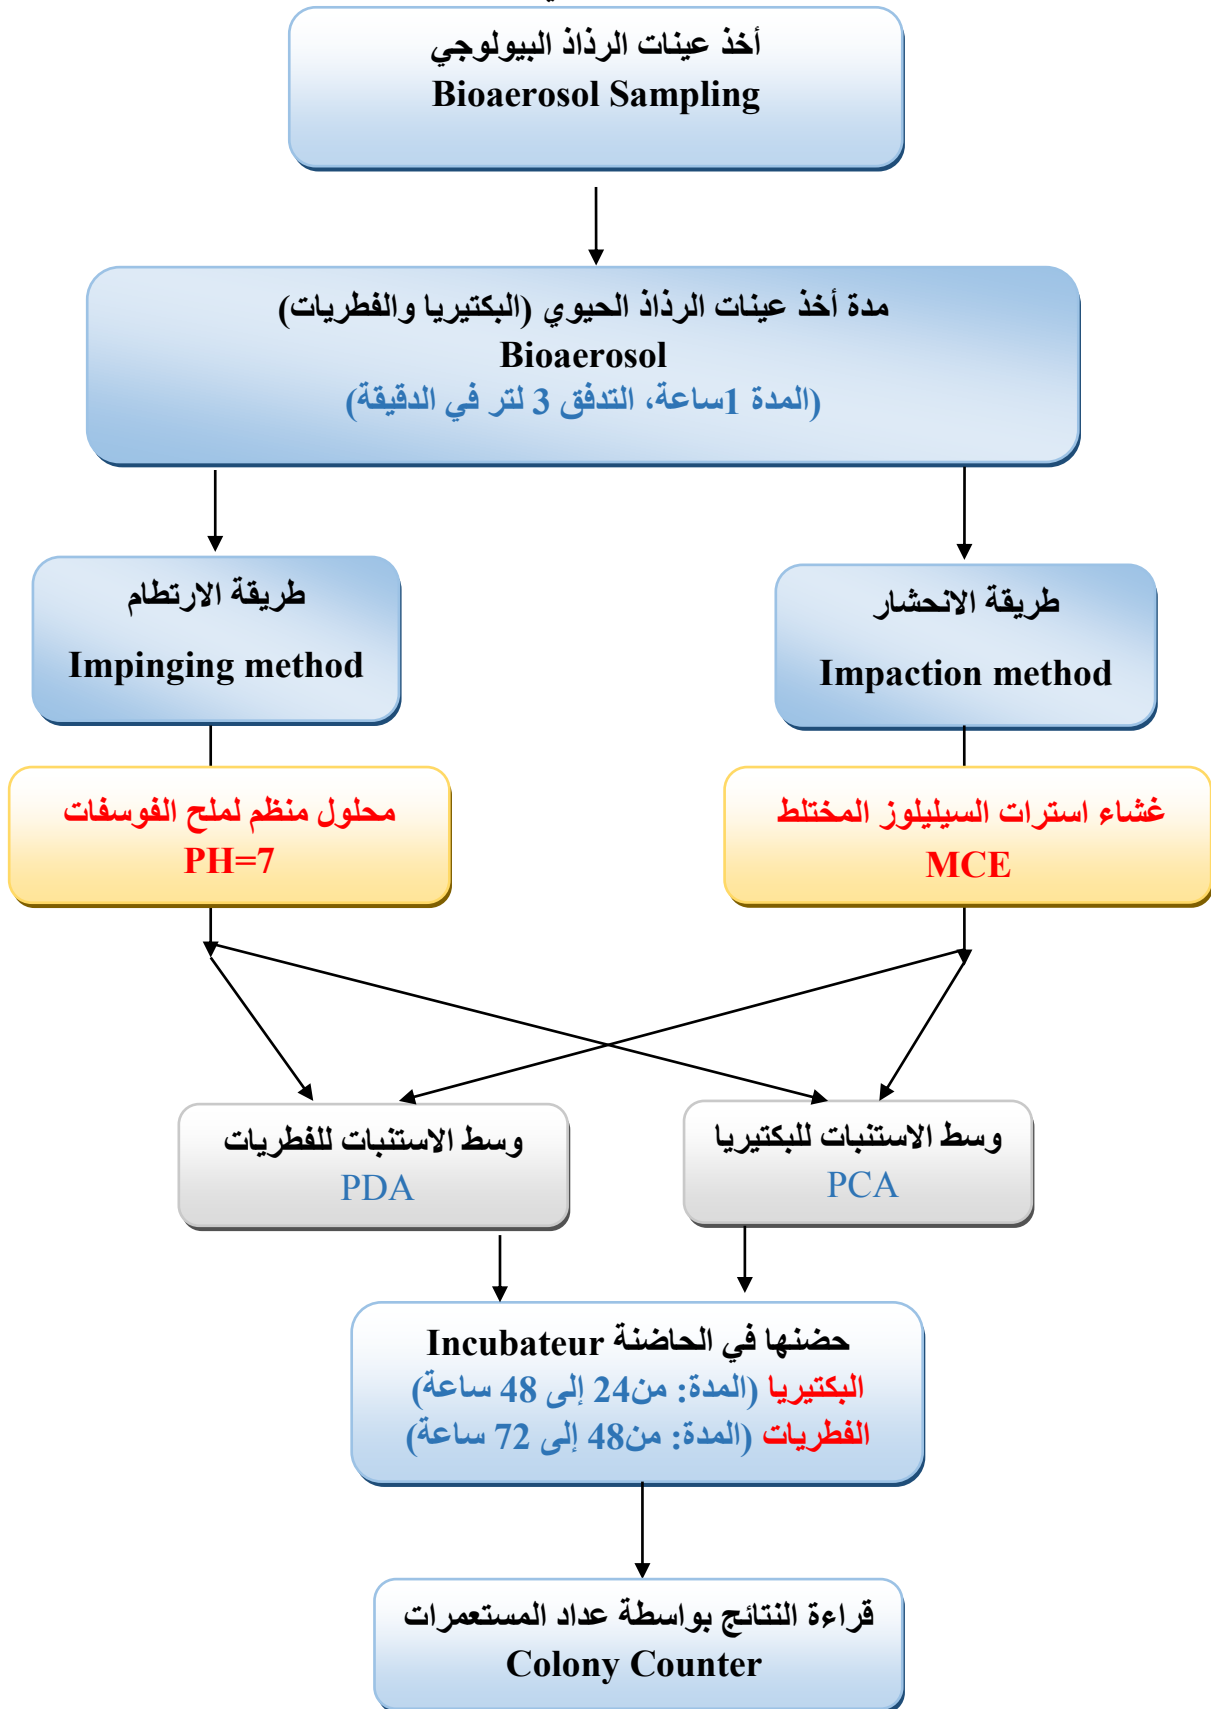 أخذ عينات الرذاذ البيولوجي
Bioaerosol Sampling
مدة أخذ عينات الرذاذ الحيوي (البكتيريا والفطريات)
Bioaerosol
(المدة 1ساعة، التدفق 3 لتر في الدقيقة)
طريقة الارتطام
Impinging method
طريقة الانحشار
Impaction method
محلول منظم لملح الفوسفات
PH=7
غشاء استرات السيليلوز المختلط
MCE
وسط الاستنبات للفطريات
PDA
وسط الاستنبات للبكتيريا
PCA
حضنها في الحاضنة Incubateur
البكتيريا (المدة: من24 إلى 48 ساعة)
الفطريات (المدة: من48 إلى 72 ساعة)
قراءة النتائج بواسطة عداد المستعمرات
Colony Counter